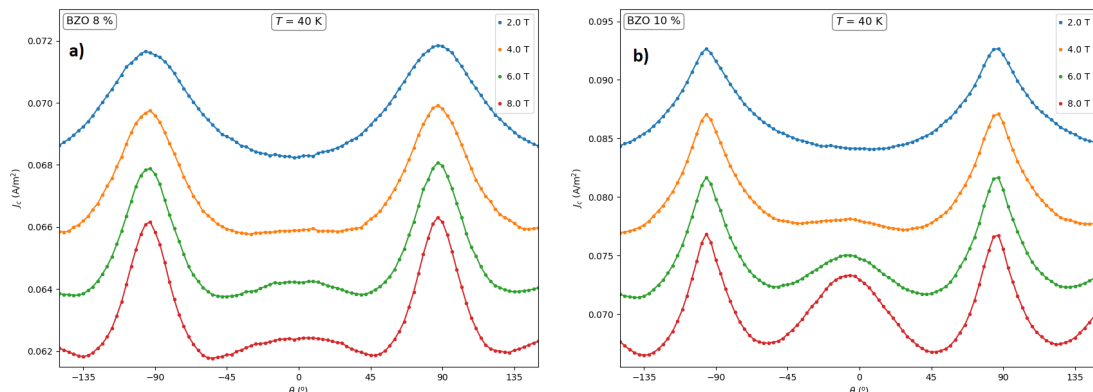 BZO 8 %
T = 40 K
2.0 T
4.0 T
6.0 T
8.0 T
a)
0.072
0.070
0.068
0.066
0.064
0.062
J_c (A/m²)
−135
−90
−45
0
45
90
135
θ (º)
BZO 10 %
T = 40 K
2.0 T
4.0 T
6.0 T
8.0 T
b)
0.095
0.090
0.085
0.080
0.075
0.070
J_c (A/m²)
−135
−90
−45
0
45
90
135
θ (º)